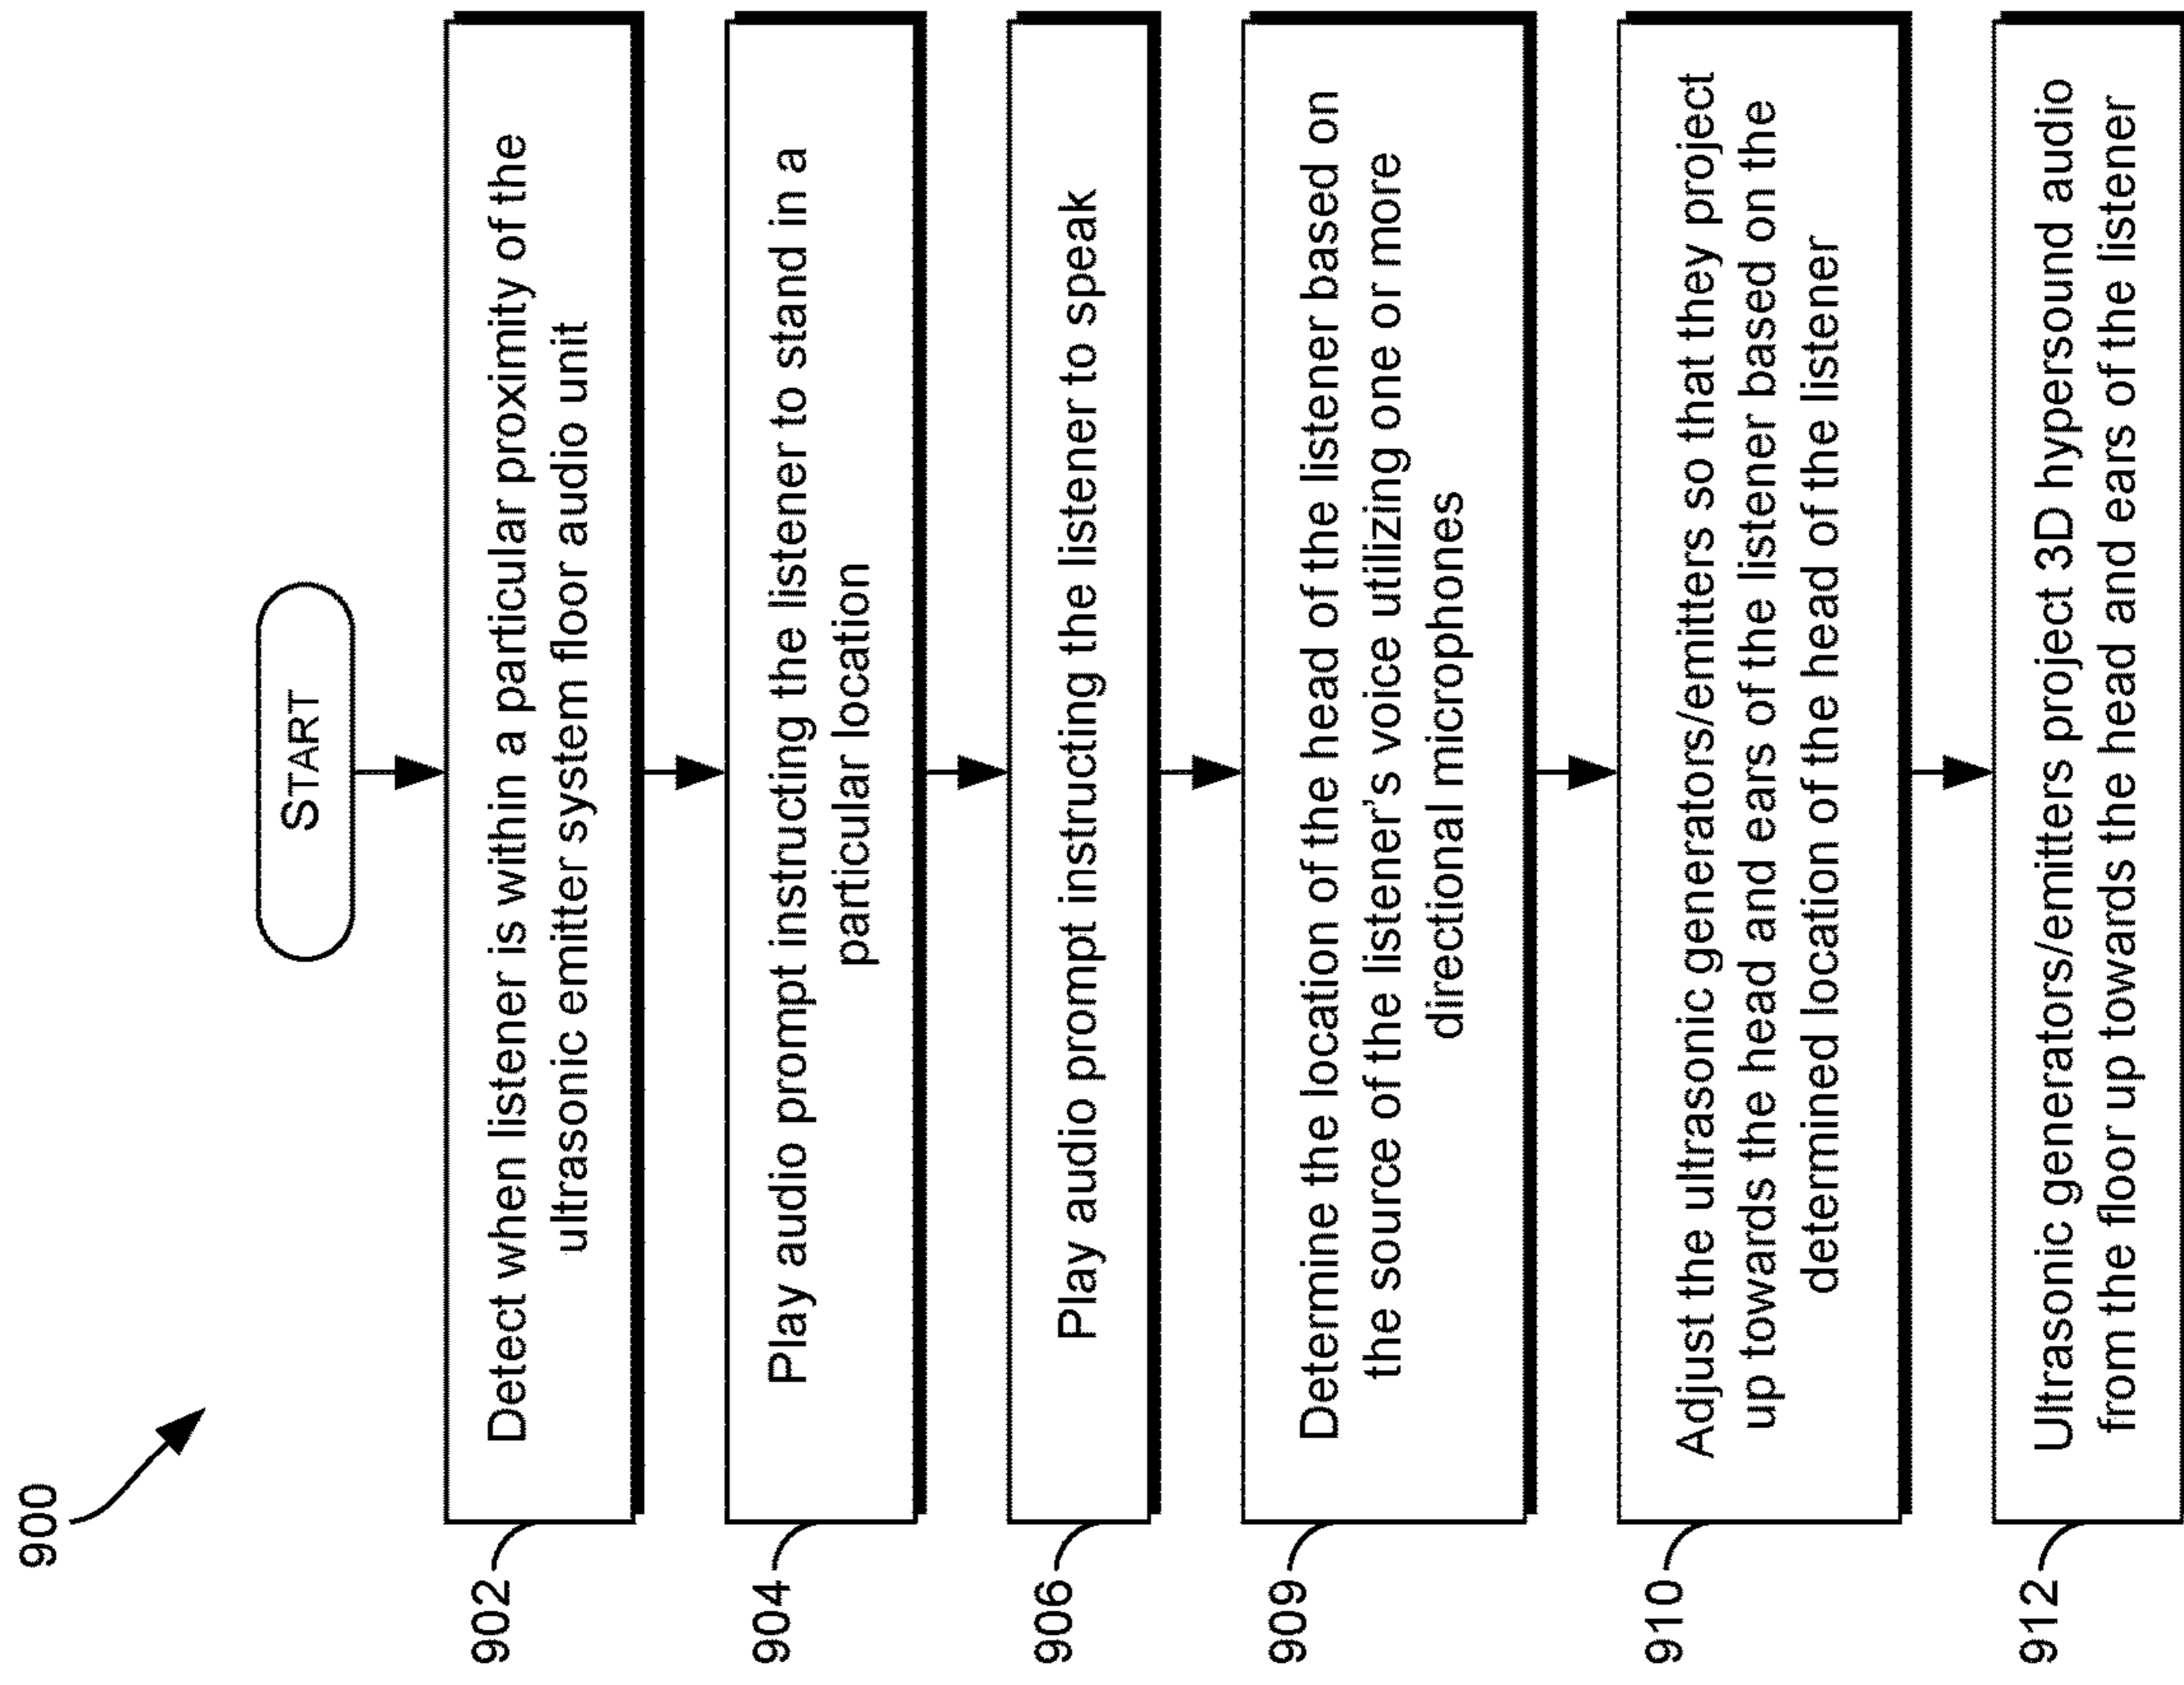 900
START
902
Detect when listener is within a particular proximity of the
ultrasonic emitter system floor audio unit
904
Play audio prompt instructing the listener to stand in a
particular location
906
Play audio prompt instructing the listener to speak
909
Determine the location of the head of the listener based on
the source of the listener's voice utilizing one or more
directional microphones
910
Adjust the ultrasonic generators/emitters so that they project
up towards the head and ears of the listener based on the
determined location of the head of the listener
912
Ultrasonic generators/emitters project 3D hypersound audio
from the floor up towards the head and ears of the listener